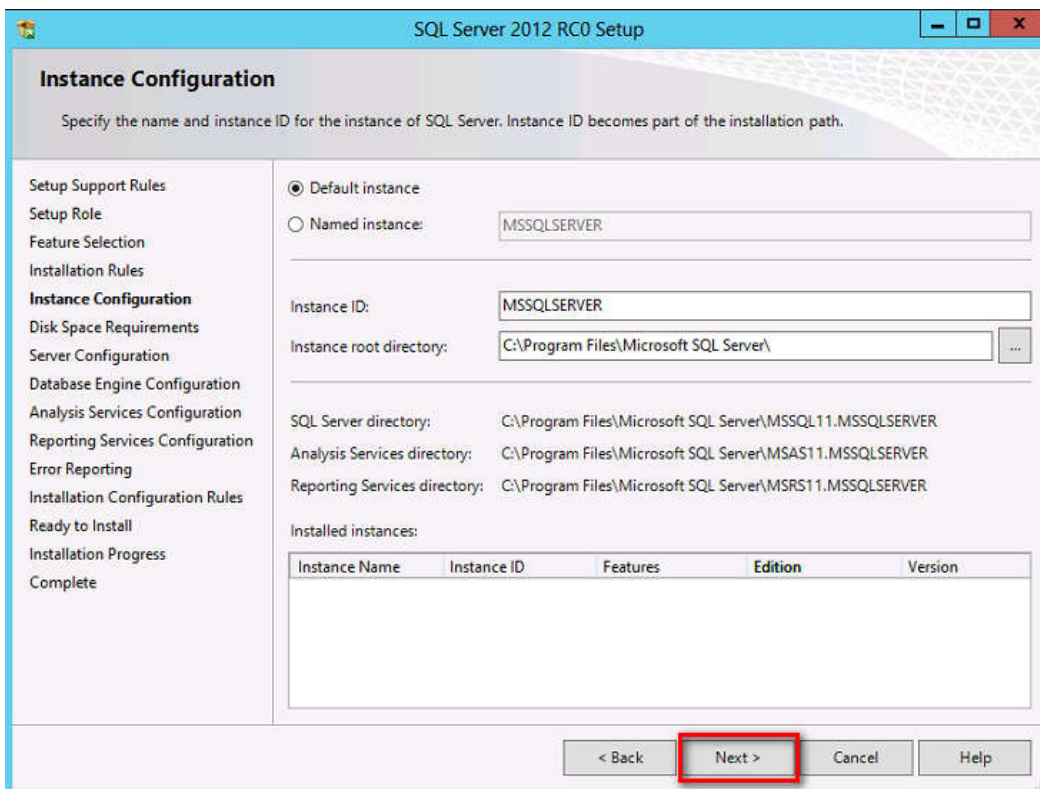 SQL Server 2012 RC0 Setup
Instance Configuration
Specify the name and instance ID for the instance of SQL Server. Instance ID becomes part of the installation path.
Setup Support Rules
Setup Role
Feature Selection
Installation Rules
Instance Configuration
Disk Space Requirements
Server Configuration
Database Engine Configuration
Analysis Services Configuration
Reporting Services Configuration
Error Reporting
Installation Configuration Rules
Ready to Install
Installation Progress
Complete
Default instance
Named instance: MSSQLSERVER
Instance ID: MSSQLSERVER
Instance root directory: C:\Program Files\Microsoft SQL Server\ ...
SQL Server directory: C:\Program Files\Microsoft SQL Server\MSSQL11.MSSQLSERVER
Analysis Services directory: C:\Program Files\Microsoft SQL Server\MSAS11.MSSQLSERVER
Reporting Services directory: C:\Program Files\Microsoft SQL Server\MSRS11.MSSQLSERVER
Installed instances:
Instance Name Instance ID Features Edition Version
< Back Next > Cancel Help